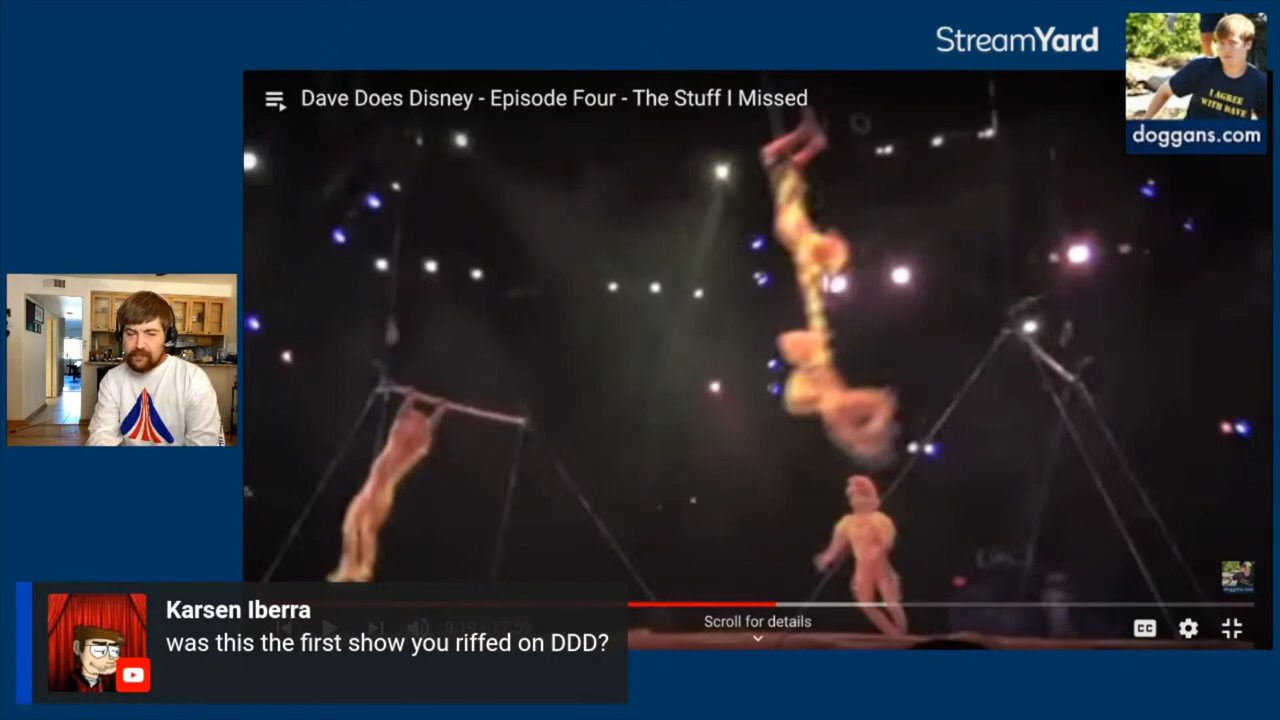 StreamYard
Dave Does Disney - Episode Four - The Stuff I Missed
I AGREE
WITH DAVE
doggans.com
Karsen Iberra
was this the first show you riffed on DDD?
Scroll for details
CC